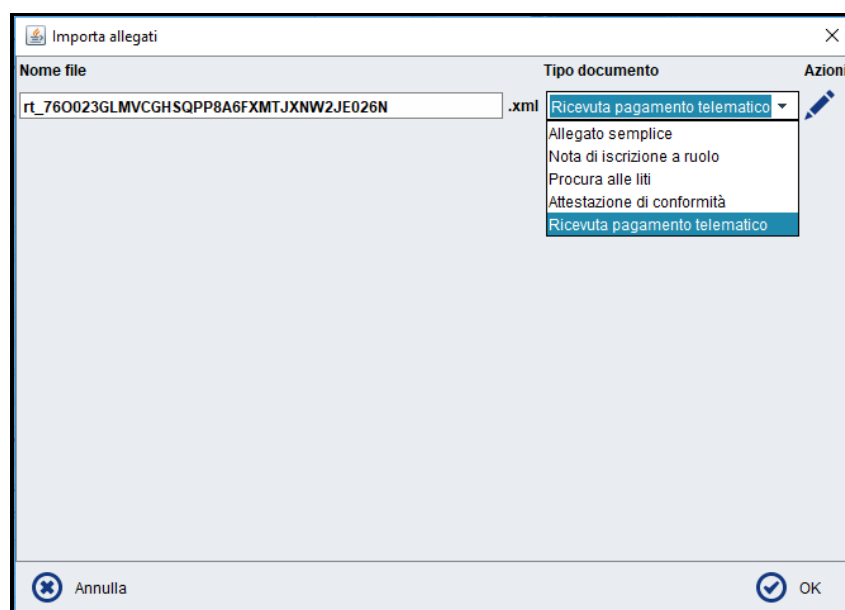 Importa allegati
Nome file Tipo documento Azioni
rt_76O023GLMVCGHSQPP8A6FXMTJXNW2JE026N .xml Ricevuta pagamento telematico
Allegato semplice
Nota di iscrizione a ruolo
Procura alle liti
Attestazione di conformità
Ricevuta pagamento telematico
Annulla OK